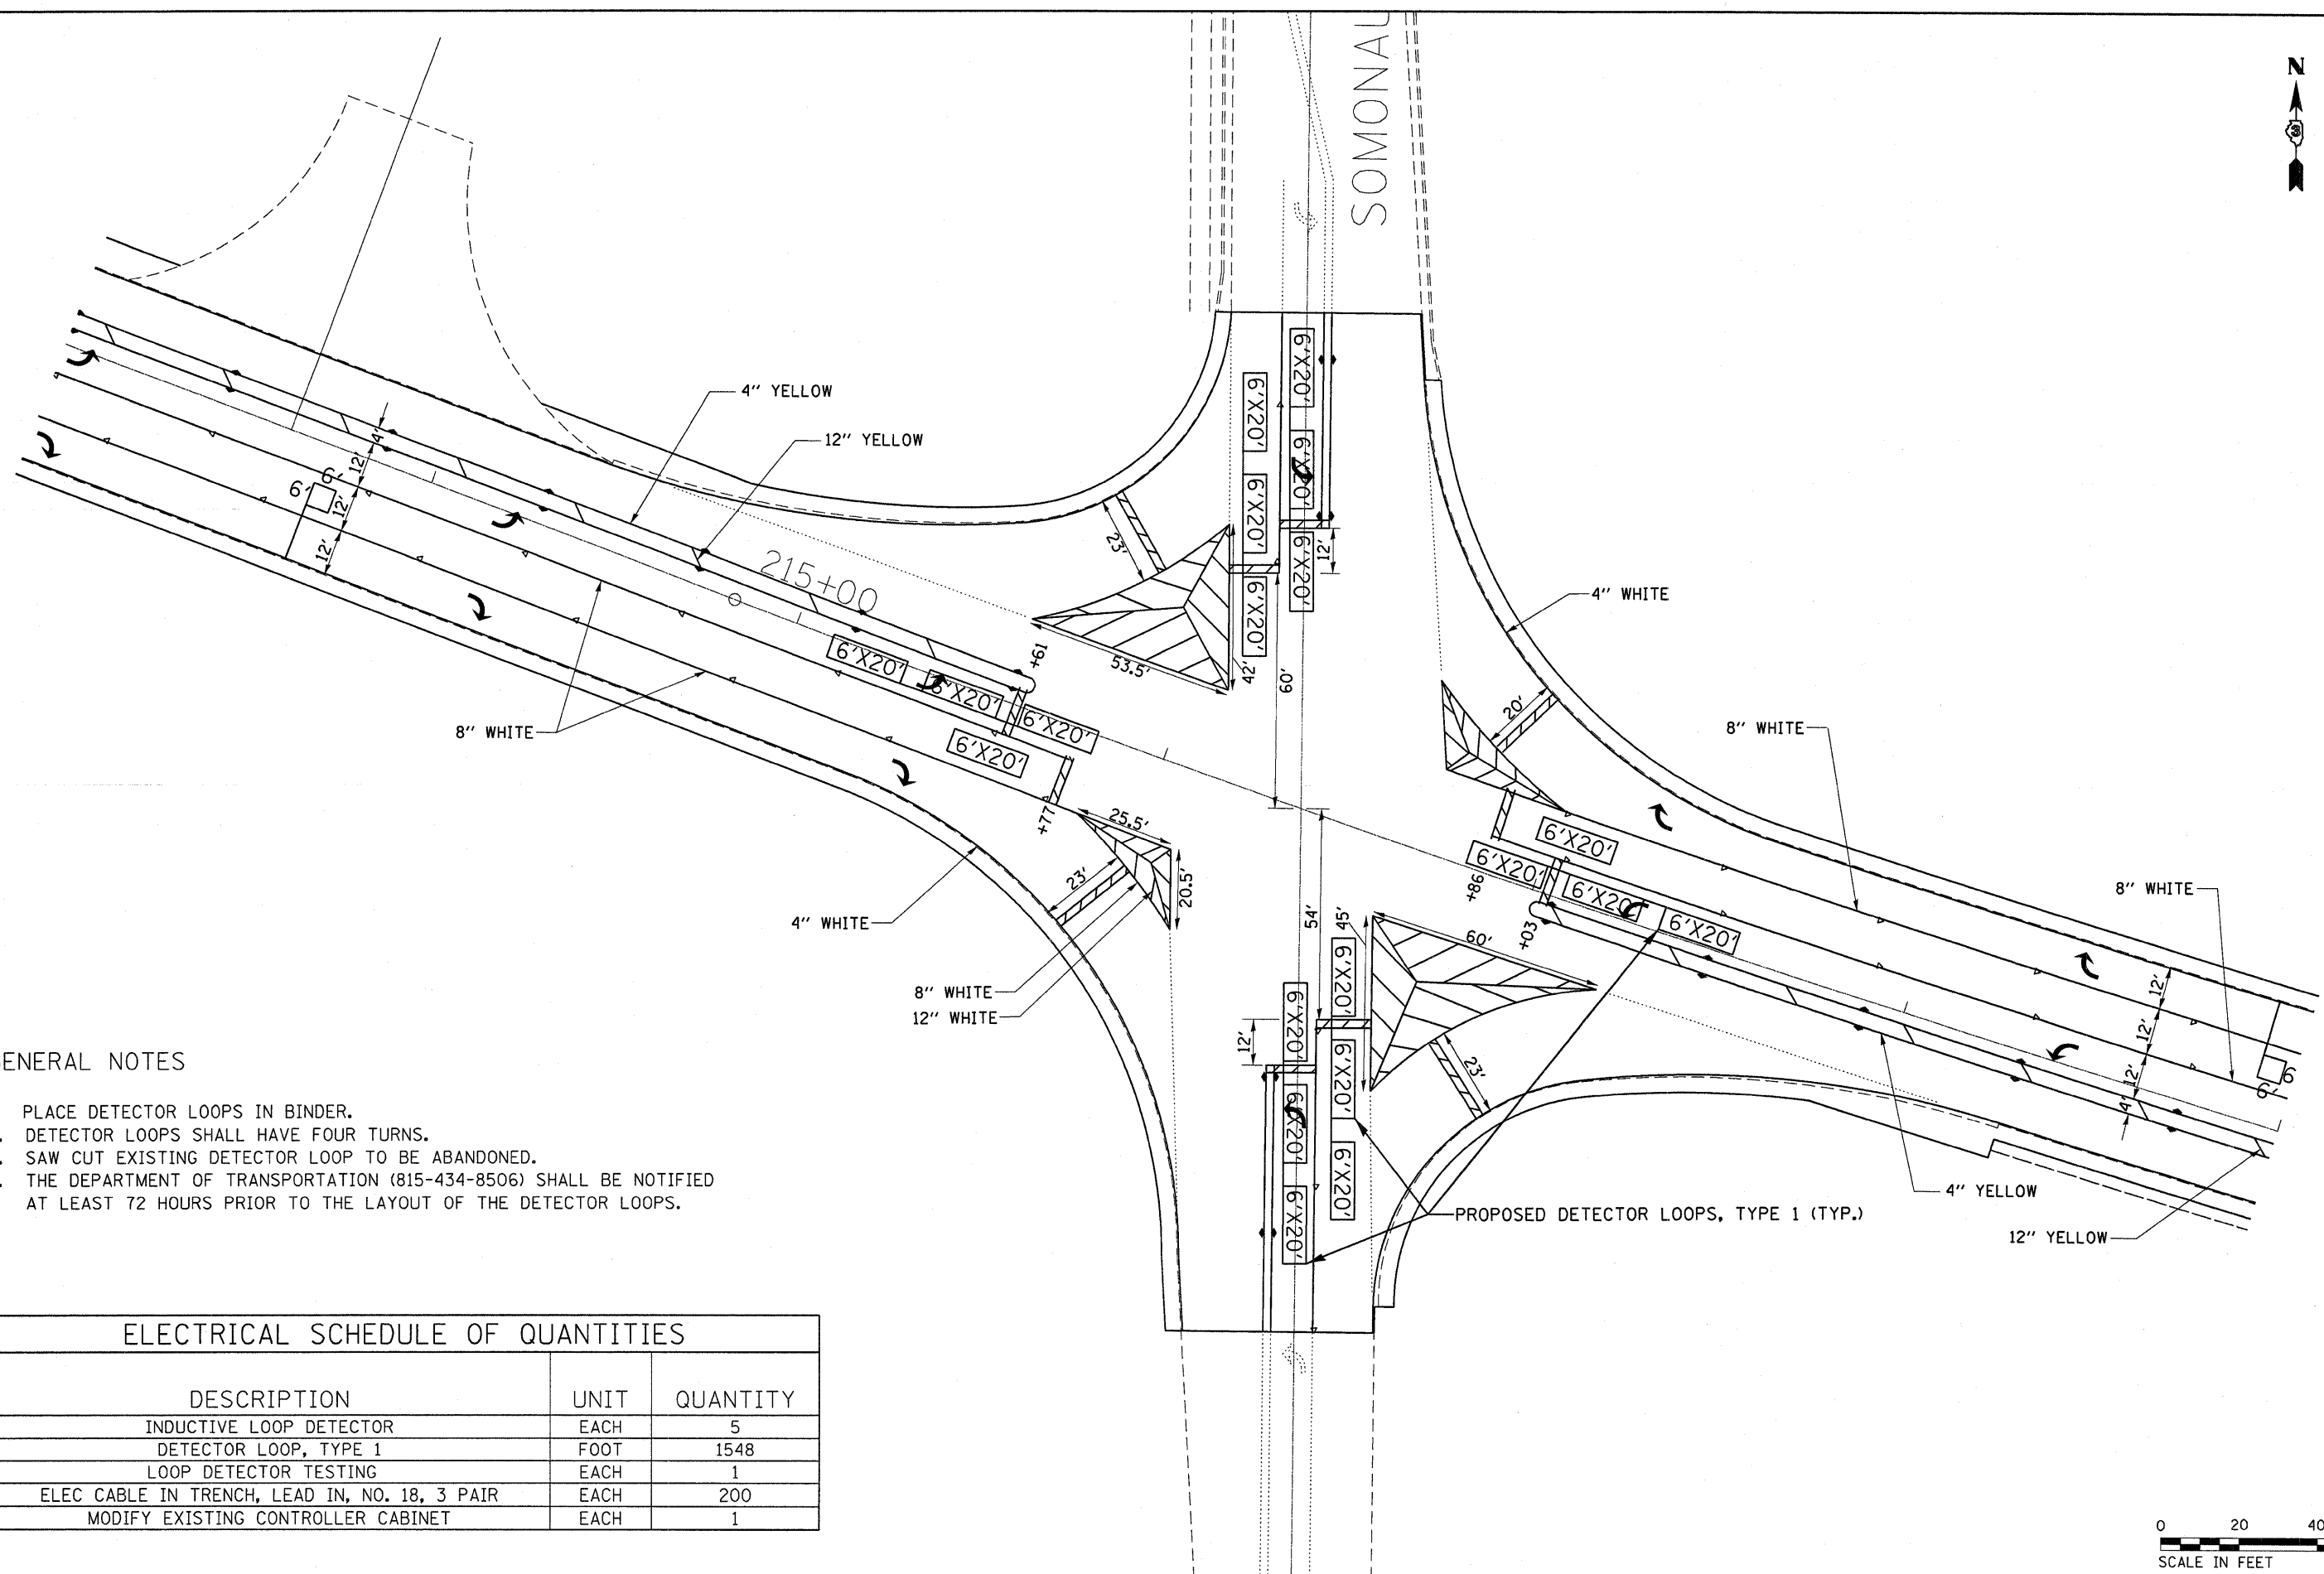 N
3
SOMONAU
4" YELLOW
12" YELLOW
4'
12'
12'
12'
6'
6'
215+00
23'
53.5'
42'
60'
12'
6'X20'
6'X20'
6'X20'
6'X20'
6'X20'
6'X20'
+61
6'X20'
6'X20'
6'X20'
6'X20'
+77
8" WHITE
25.5'
20.5'
23'
4" WHITE
8" WHITE
12" WHITE
4" WHITE
20'
8" WHITE
8" WHITE
6'X20'
6'X20'
6'X20'
6'X20'
+86
+03
54'
45'
60'
12'
23'
6'X20'
6'X20'
6'X20'
6'X20'
6'X20'
6'X20'
12'
12'
12'
4'
6'
6
4" YELLOW
12" YELLOW
PROPOSED DETECTOR LOOPS, TYPE 1 (TYP.)
ENERAL NOTES
PLACE DETECTOR LOOPS IN BINDER.
. DETECTOR LOOPS SHALL HAVE FOUR TURNS.
. SAW CUT EXISTING DETECTOR LOOP TO BE ABANDONED.
. THE DEPARTMENT OF TRANSPORTATION (815-434-8506) SHALL BE NOTIFIED
AT LEAST 72 HOURS PRIOR TO THE LAYOUT OF THE DETECTOR LOOPS.
ELECTRICAL SCHEDULE OF QUANTITIES
DESCRIPTION UNIT QUANTITY
INDUCTIVE LOOP DETECTOR EACH 5
DETECTOR LOOP, TYPE 1 FOOT 1548
LOOP DETECTOR TESTING EACH 1
ELEC CABLE IN TRENCH, LEAD IN, NO. 18, 3 PAIR EACH 200
MODIFY EXISTING CONTROLLER CABINET EACH 1
0 20 40
SCALE IN FEET